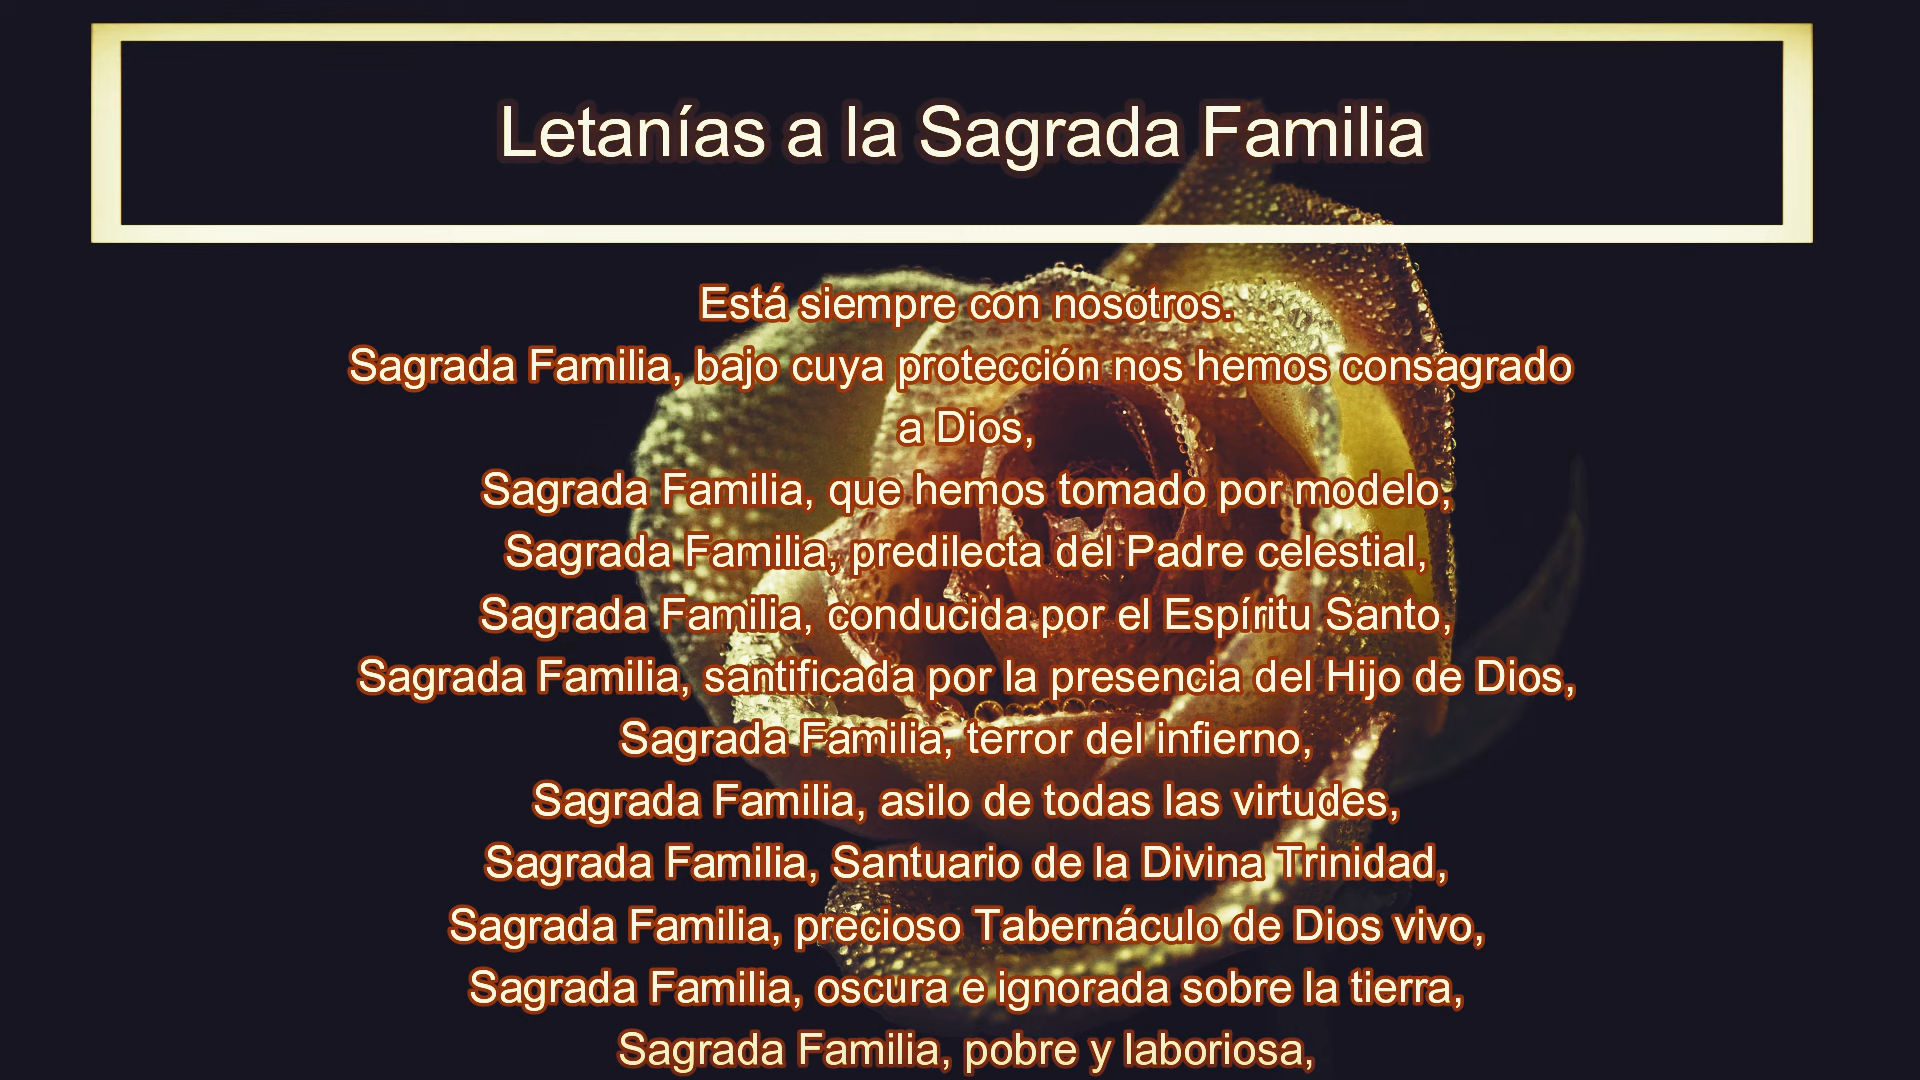 Letanías a la Sagrada Familia
Está siempre con nosotros.
Sagrada Familia, bajo cuya protección nos hemos consagrado
a Dios,
Sagrada Familia, que hemos tomado por modelo,
Sagrada Familia, predilecta del Padre celestial,
Sagrada Familia, conducida por el Espíritu Santo,
Sagrada Familia, santificada por la presencia del Hijo de Dios,
Sagrada Familia, terror del infierno,
Sagrada Familia, asilo de todas las virtudes,
Sagrada Familia, Santuario de la Divina Trinidad,
Sagrada Familia, precioso Tabernáculo de Dios vivo,
Sagrada Familia, oscura e ignorada sobre la tierra,
Sagrada Familia, pobre y laboriosa,